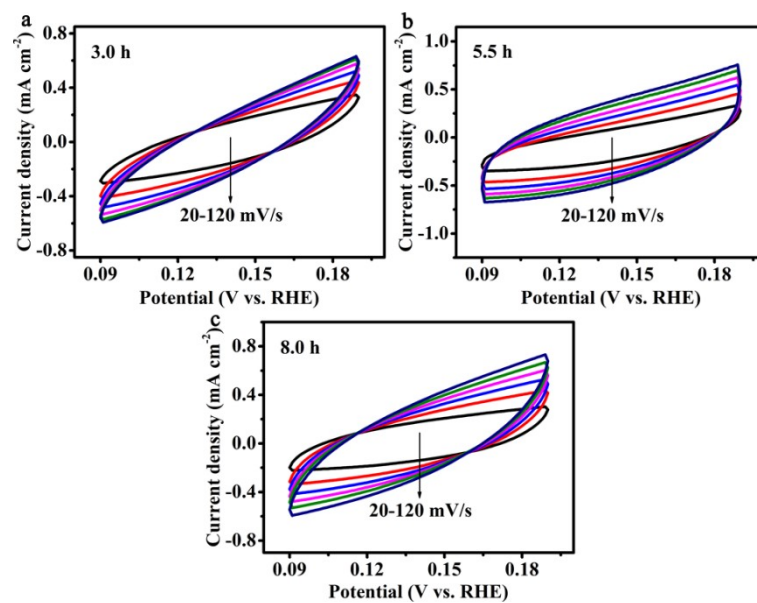 a
3.0 h
Current density (mA cm-2)
0.8
0.4
0.0
-0.4
-0.8
20-120 mV/s
0.09 0.12 0.15 0.18
Potential (V vs. RHE)
b
5.5 h
Current density (mA cm-2)
1.0
0.5
0.0
-0.5
-1.0
20-120 mV/s
0.09 0.12 0.15 0.18
Potential (V vs. RHE)
c
8.0 h
Current density (mA cm-2)
0.8
0.4
0.0
-0.4
-0.8
20-120 mV/s
0.09 0.12 0.15 0.18
Potential (V vs. RHE)